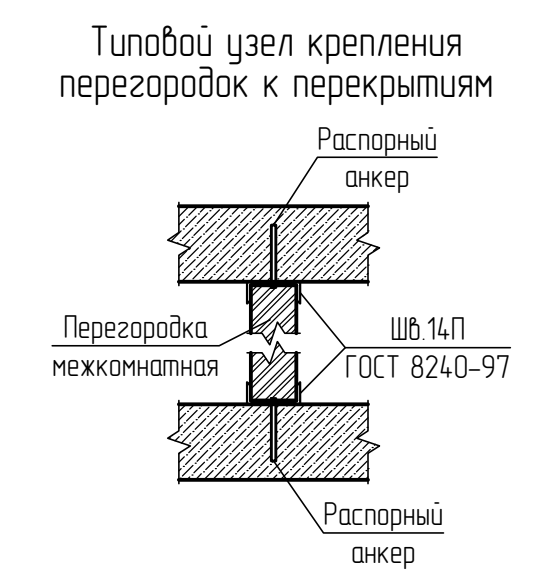 Типовой узел крепления
перегородок к перекрытиям
Распорный
анкер
Перегородка
межкомнатная
Шв.14П
ГОСТ 8240-97
Распорный
анкер